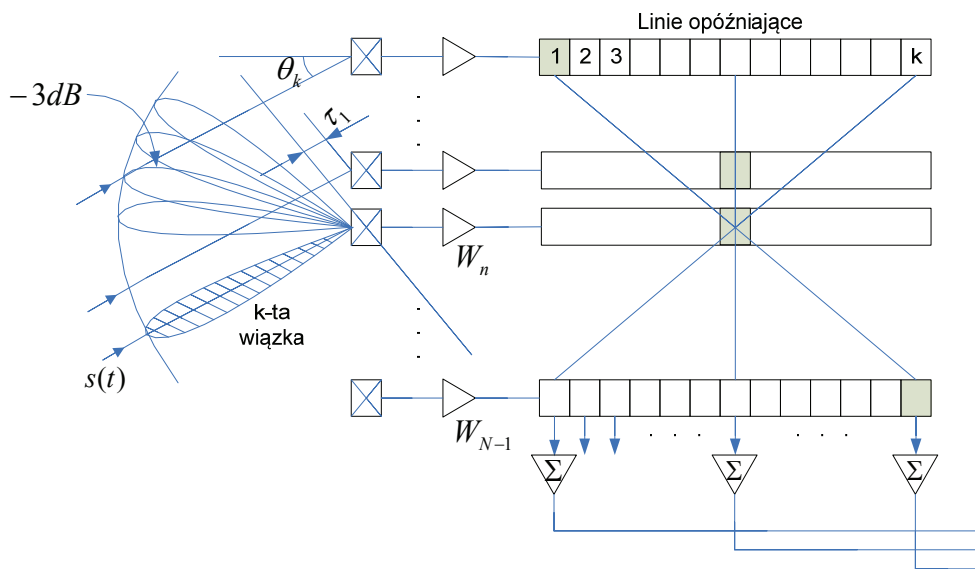 Linie opóźniające
1 2 3 k
θk
−3dB
τ1
Wn
k-ta
wiązka
s(t)
WN−1
Σ Σ Σ